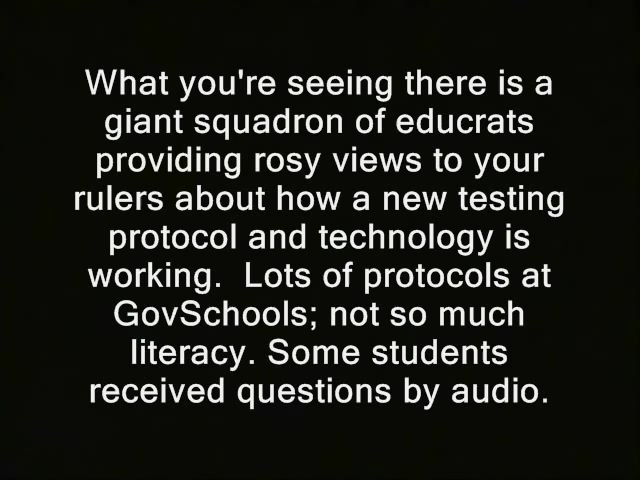 What you're seeing there is a
giant squadron of educrats
providing rosy views to your
rulers about how a new testing
protocol and technology is
working.  Lots of protocols at
GovSchools; not so much
literacy. Some students
received questions by audio.